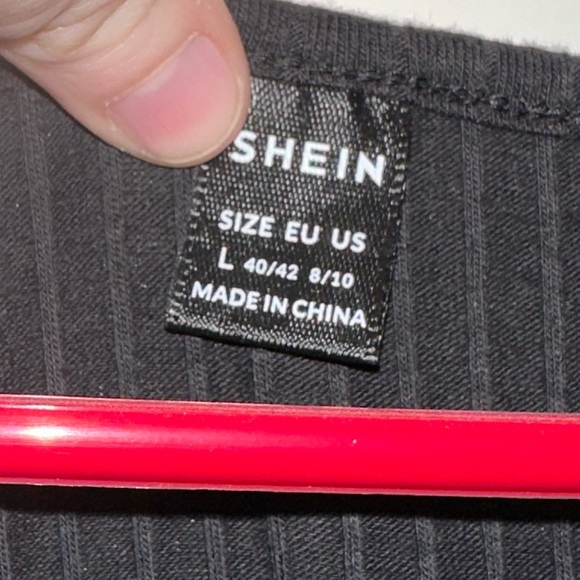 SHEIN
SIZE EU US
L 40/42 8/10
MADE IN CHINA